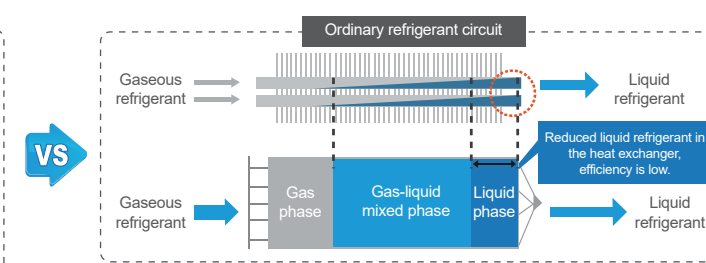 Ordinary refrigerant circuit
Gaseous
refrigerant
Liquid
refrigerant
VS
Reduced liquid refrigerant in
the heat exchanger,
efficiency is low.
Gaseous
refrigerant
Gas
phase
Gas-liquid
mixed phase
Liquid
phase
Liquid
refrigerant